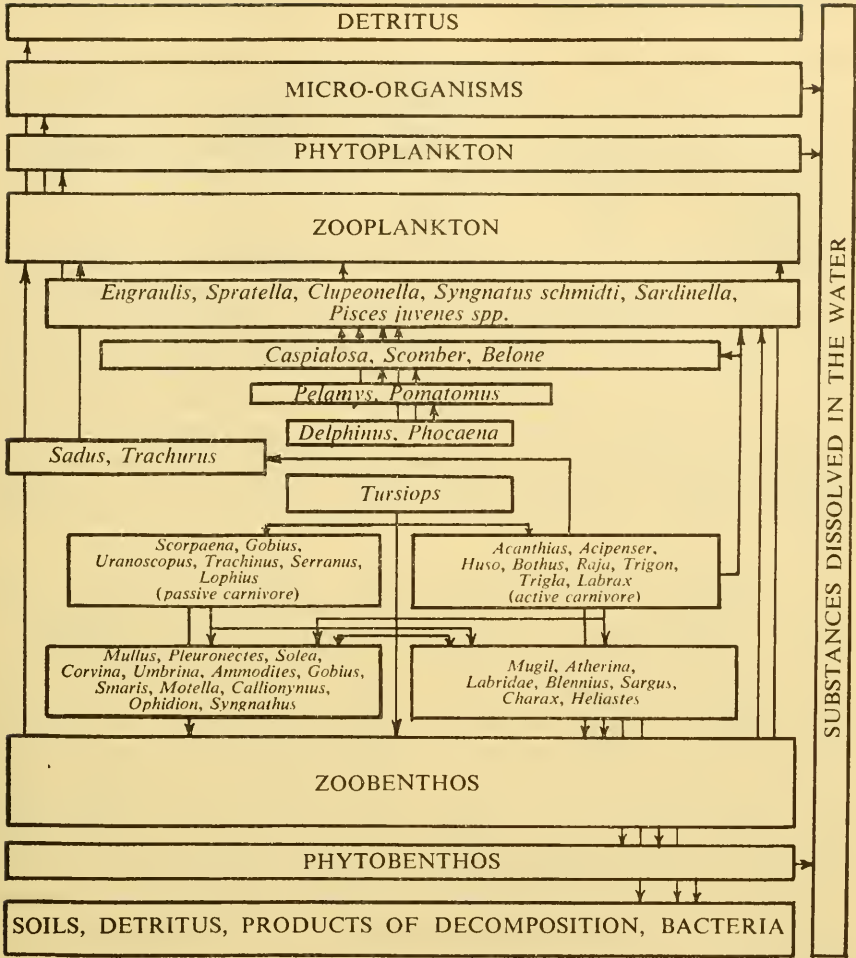 DETRITUS
MICRO-ORGANISMS
PHYTOPLANKTON
ZOOPLANKTON
Engraulis, Spratella, Clupeonella, Syngnatus schmidti, Sardinella,
Pisces juvenes spp.
Caspialosa, Scomber, Belone
Pelamys, Pomatomus
Delphinus, Phocaena
Sadus, Trachurus
Tursiops
Scorpaena, Gobius,
Uranoscopus, Trachinus, Serranus,
Lophius
(passive carnivore)
Acanthias, Acipenser,
Huso, Bothus, Raja, Trigon,
Trigla, Labrax
(active carnivore)
Mullus, Pleuronectes, Solea,
Corvina, Umbrina, Ammodites, Gobius,
Smaris, Motella, Callionymus,
Ophidion, Syngnathus
Mugil, Atherina,
Labridae, Blennius, Sargus,
Charax, Heliastes
ZOOBENTHOS
PHYTOBENTHOS
SOILS, DETRITUS, PRODUCTS OF DECOMPOSITION, BACTERIA
SUBSTANCES DISSOLVED IN THE WATER